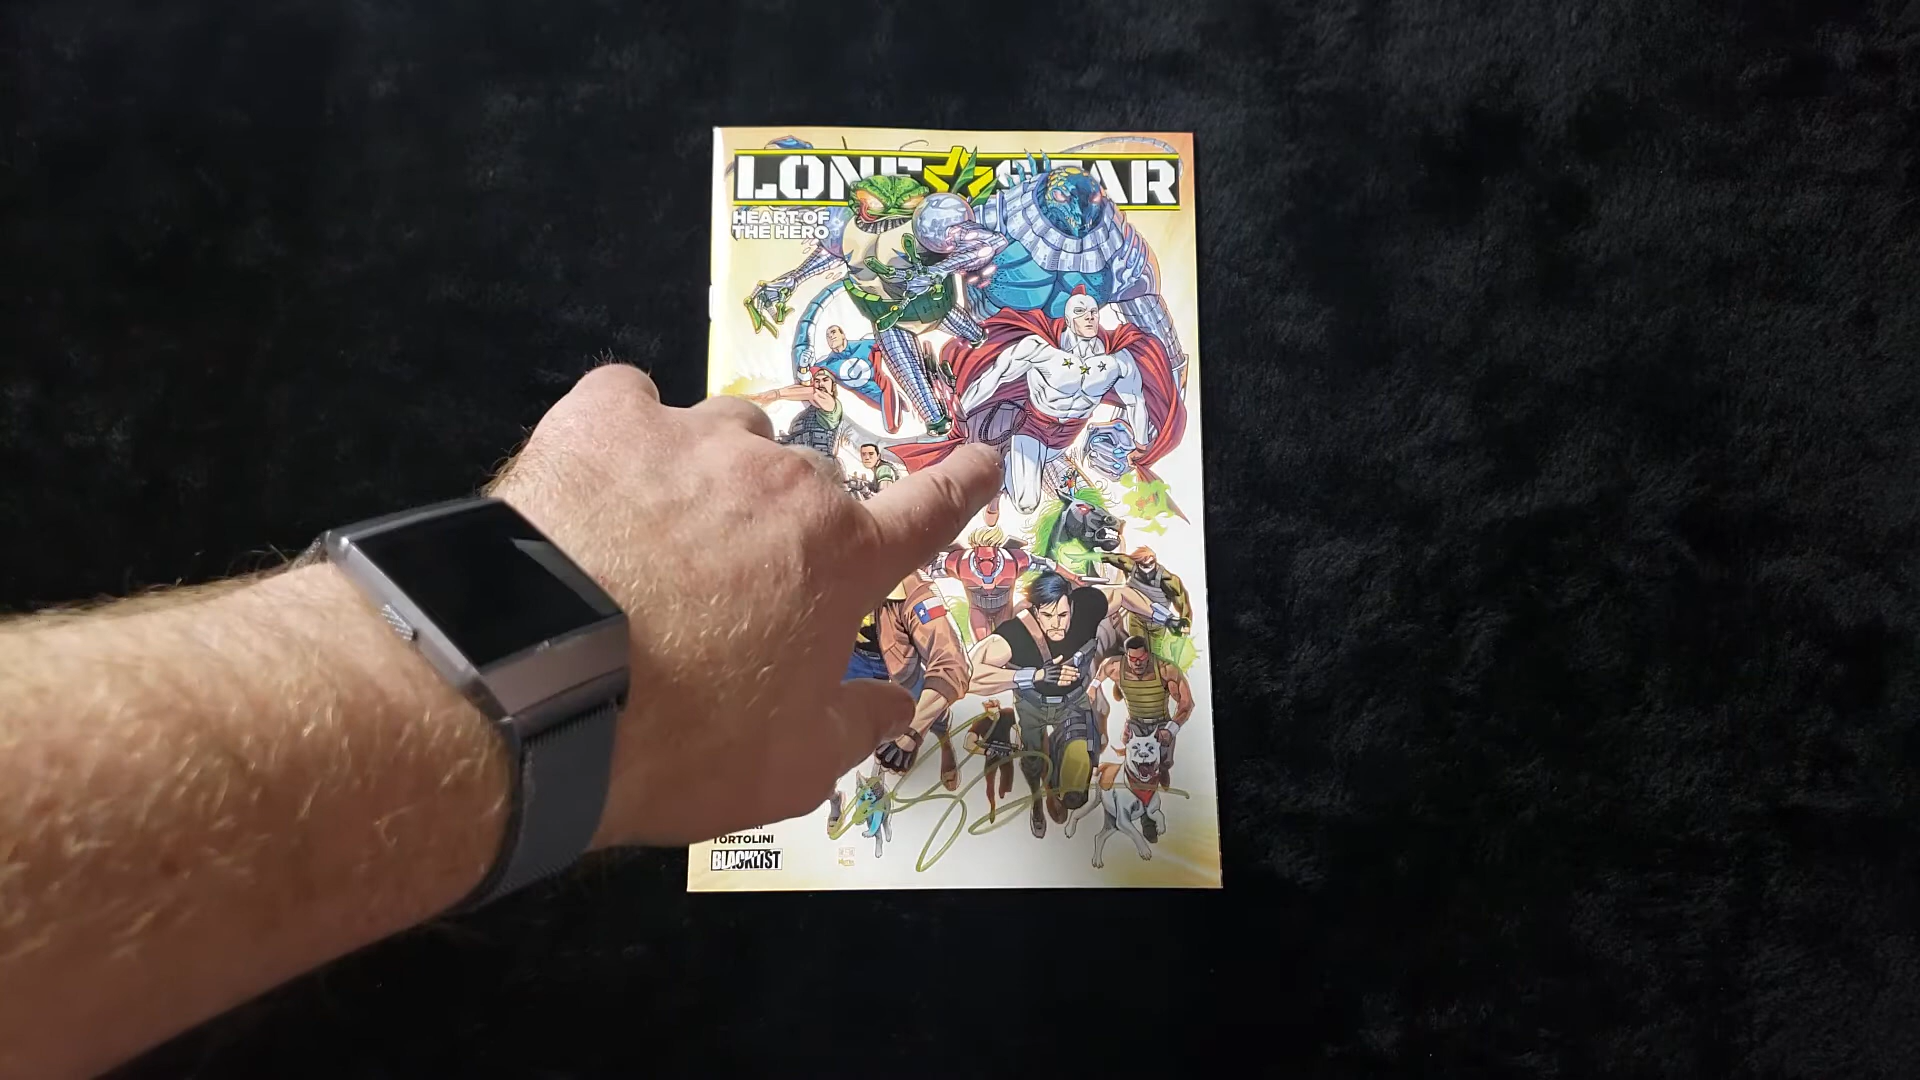 LONE STAR
HEART OF
THE HERO
TORTOLINI
BLACKLIST